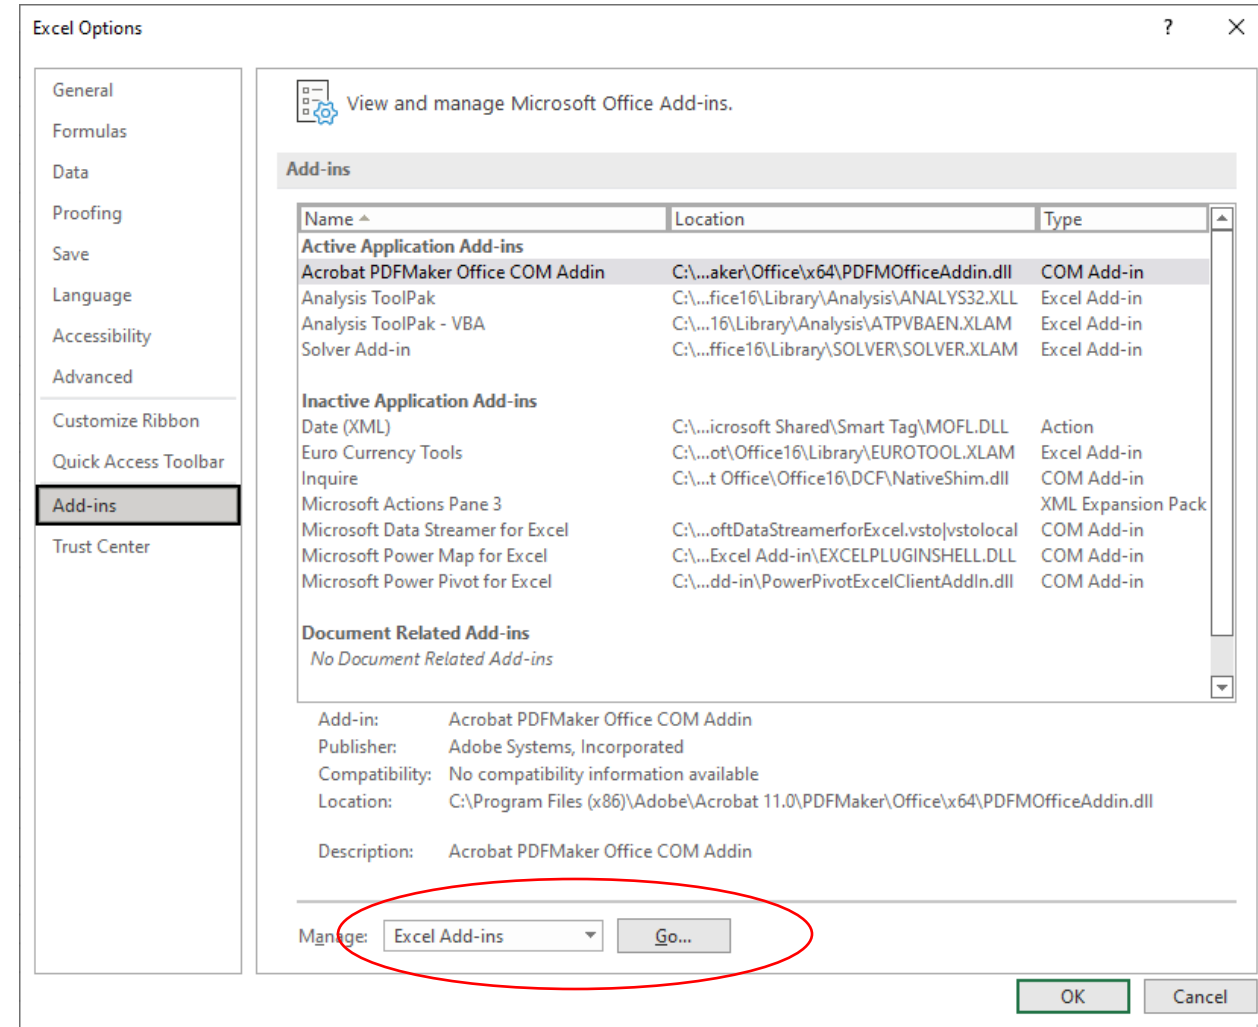 Excel Options ?
General
Formulas
Data
Proofing
Save
Language
Accessibility
Advanced
Customize Ribbon
Quick Access Toolbar
Add-ins
Trust Center
View and manage Microsoft Office Add-ins.
Add-ins
Name Location Type
Active Application Add-ins
Acrobat PDFMaker Office COM Addin C:\...aker\Office\x64\PDFMOfficeAddin.dll COM Add-in
Analysis ToolPak C:\...fice16\Library\Analysis\ANALYS32.XLL Excel Add-in
Analysis ToolPak - VBA C:\...16\Library\Analysis\ATPVBAEN.XLAM Excel Add-in
Solver Add-in C:\...ffice16\Library\SOLVER\SOLVER.XLAM Excel Add-in
Inactive Application Add-ins
Date (XML) C:\...icrosoft Shared\Smart Tag\MOFL.DLL Action
Euro Currency Tools C:\...ot\Office16\Library\EUROTOOL.XLAM Excel Add-in
Inquire C:\...t Office\Office16\DCF\NativeShim.dll COM Add-in
Microsoft Actions Pane 3 XML Expansion Pack
Microsoft Data Streamer for Excel C:\...oftDataStreamerforExcel.vsto|vstolocal COM Add-in
Microsoft Power Map for Excel C:\...Excel Add-in\EXCELPLUGINSHELL.DLL COM Add-in
Microsoft Power Pivot for Excel C:\...dd-in\PowerPivotExcelClientAddIn.dll COM Add-in
Document Related Add-ins
No Document Related Add-ins
Add-in: Acrobat PDFMaker Office COM Addin
Publisher: Adobe Systems, Incorporated
Compatibility: No compatibility information available
Location: C:\Program Files (x86)\Adobe\Acrobat 11.0\PDFMaker\Office\x64\PDFMOfficeAddin.dll
Description: Acrobat PDFMaker Office COM Addin
Manage: Excel Add-ins Go...
OK Cancel